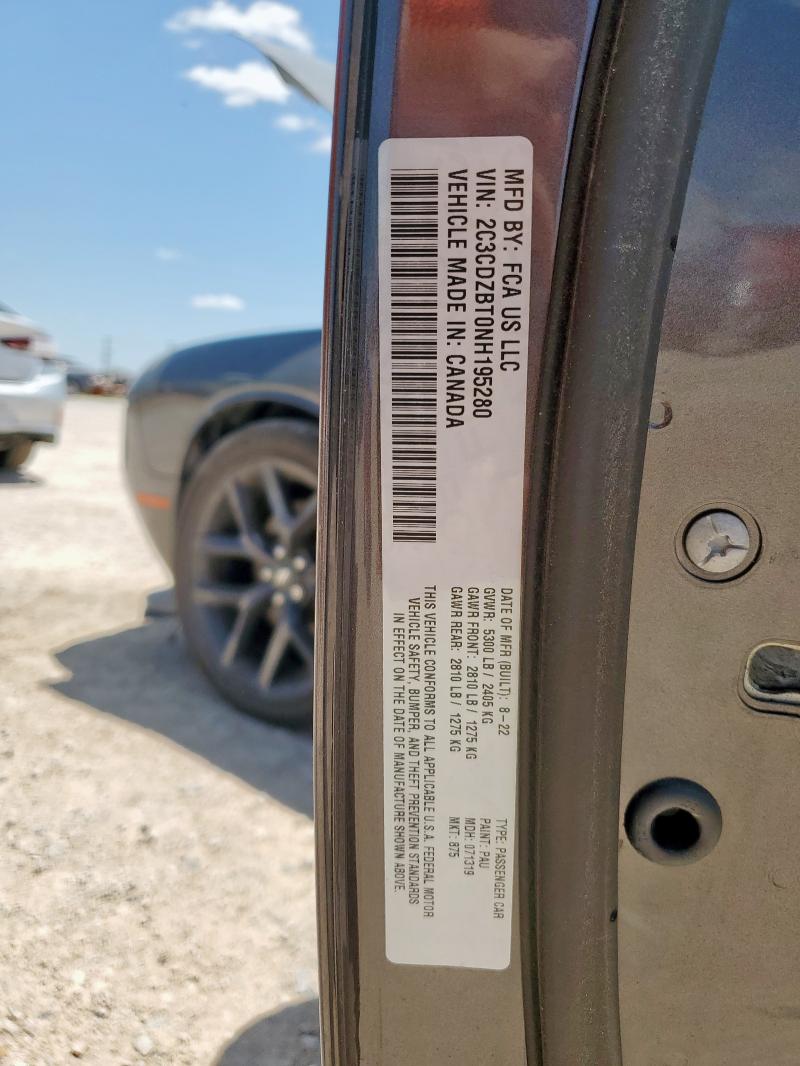 MFD BY: FCA US LLC
VIN: 2C3CDZBT0NH195280
VEHICLE MADE IN: CANADA
DATE OF MFR (BUILT): 8-22
GVWR: 5300 LB / 2405 KG
GAWR FRONT: 2810 LB / 1275 KG
GAWR REAR: 2810 LB / 1275 KG
TYPE: PASSENGER CAR
PAINT: PAU
MDH: 071319
MKT: 875
THIS VEHICLE CONFORMS TO ALL APPLICABLE U.S.A. FEDERAL MOTOR
VEHICLE SAFETY, BUMPER, AND THEFT PREVENTION STANDARDS
IN EFFECT ON THE DATE OF MANUFACTURE SHOWN ABOVE.